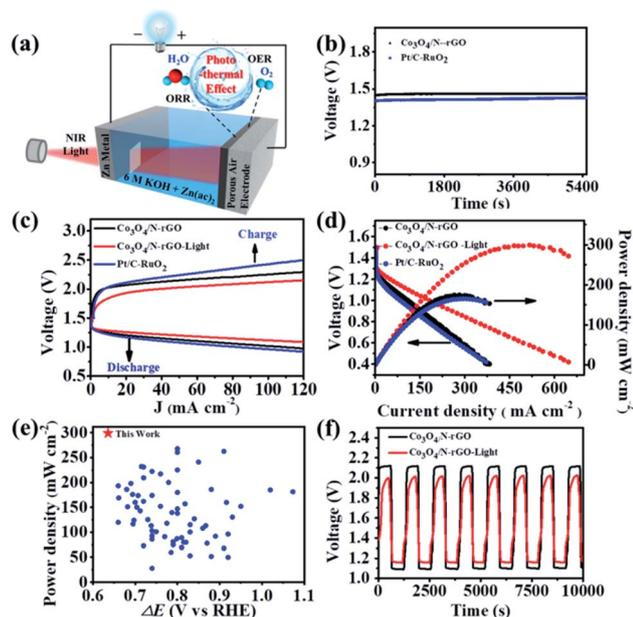 (a)
− +
H₂O
OER
O₂
Photo
-thermal
Effect
ORR
NIR
Light
Zn Metal
6 M KOH + Zn(ac)₂
Porous Air
Electrode
(b)
Co₃O₄/N--rGO
Pt/C-RuO₂
Voltage (V)
1.8
1.5
1.2
0.9
0 1800 3600 5400
Time (s)
(c)
Co₃O₄/N-rGO
Co₃O₄/N-rGO-Light
Pt/C-RuO₂
Charge
Discharge
Voltage (V)
3.0
2.5
2.0
1.5
1.0
0.5
0 20 40 60 80 100 120
J (mA cm⁻²)
(d)
Co₃O₄/N-rGO
Co₃O₄/N-rGO -Light
Pt/C-RuO₂
Voltage (V)
1.8
1.6
1.4
1.2
1.0
0.8
0.6
0.4
0 150 300 450 600
Current density ( mA cm⁻²)
Power density (mW cm⁻²)
300
200
100
0
(e)
This Work
Power density (mW cm⁻²)
300
250
200
150
100
50
0
0.6 0.7 0.8 0.9 1.0 1.1
ΔE (V vs RHE)
(f)
Co₃O₄/N-rGO
Co₃O₄/N-rGO-Light
Voltage (V)
2.4
2.2
2.0
1.8
1.6
1.4
1.2
1.0
0 2500 5000 7500 10000
Time (s)